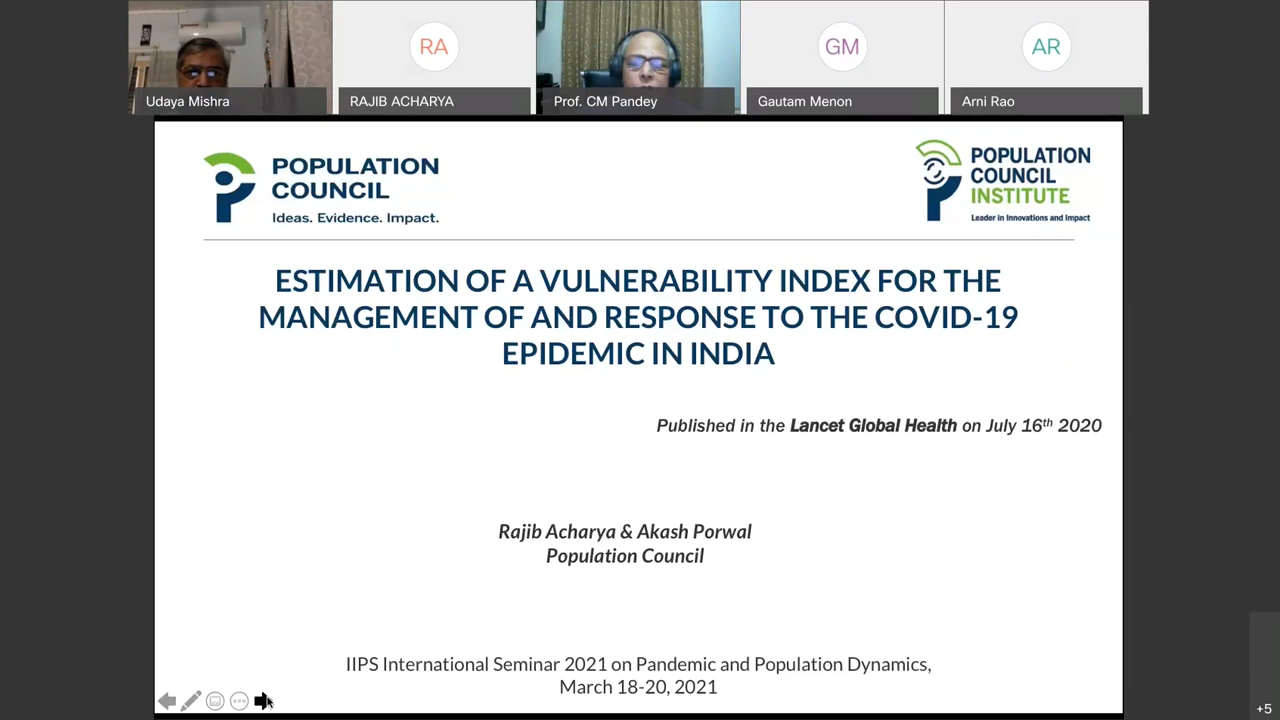 RA
GM
AR
Udaya Mishra
RAJIB ACHARYA
Prof. CM Pandey
Gautam Menon
Arni Rao
POPULATION
COUNCIL
Ideas. Evidence. Impact.
POPULATION
COUNCIL
INSTITUTE
Leader in Innovations and Impact
ESTIMATION OF A VULNERABILITY INDEX FOR THE
MANAGEMENT OF AND RESPONSE TO THE COVID-19
EPIDEMIC IN INDIA
Published in the Lancet Global Health on July 16th 2020
Rajib Acharya & Akash Porwal
Population Council
IIPS International Seminar 2021 on Pandemic and Population Dynamics,
March 18-20, 2021
+5